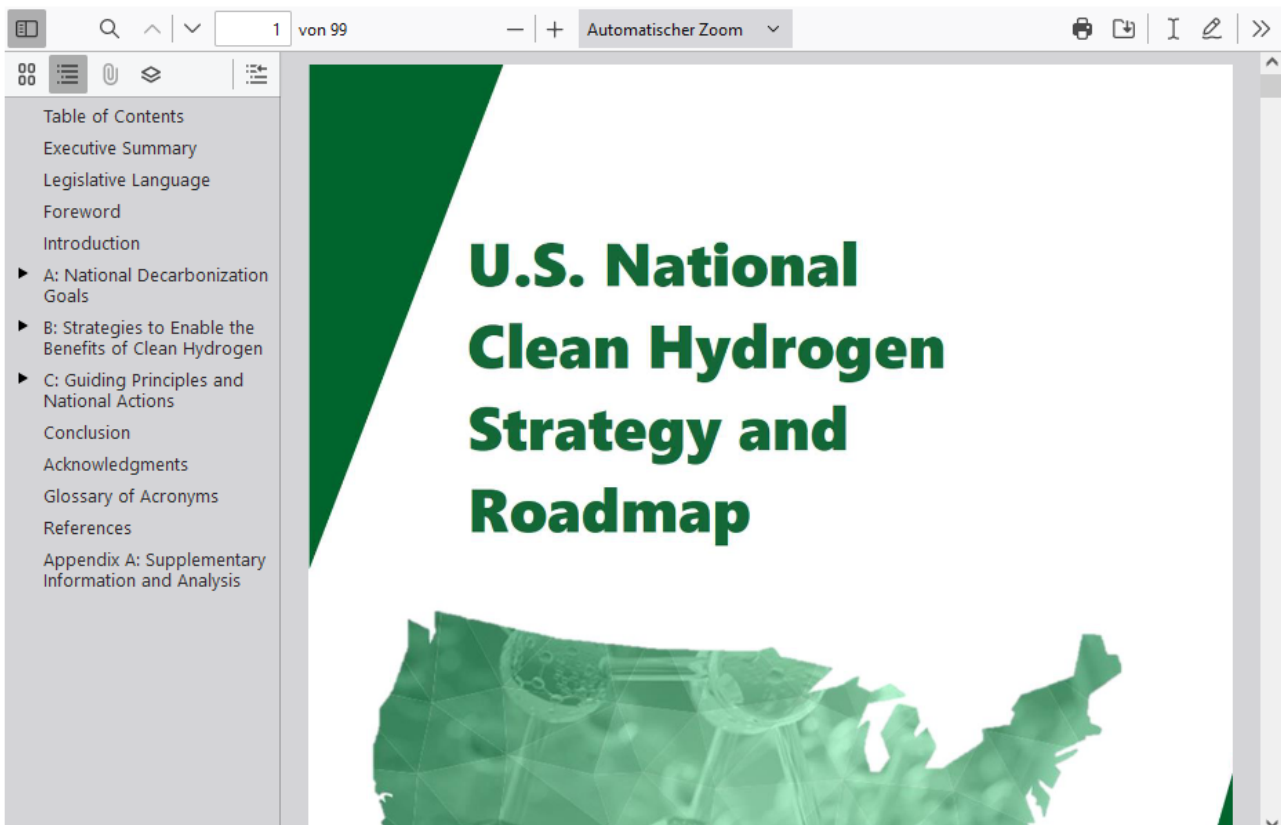 1 von 99
Automatischer Zoom
Table of Contents
Executive Summary
Legislative Language
Foreword
Introduction
A: National Decarbonization
Goals
B: Strategies to Enable the
Benefits of Clean Hydrogen
C: Guiding Principles and
National Actions
Conclusion
Acknowledgments
Glossary of Acronyms
References
Appendix A: Supplementary
Information and Analysis
U.S. National
Clean Hydrogen
Strategy and
Roadmap